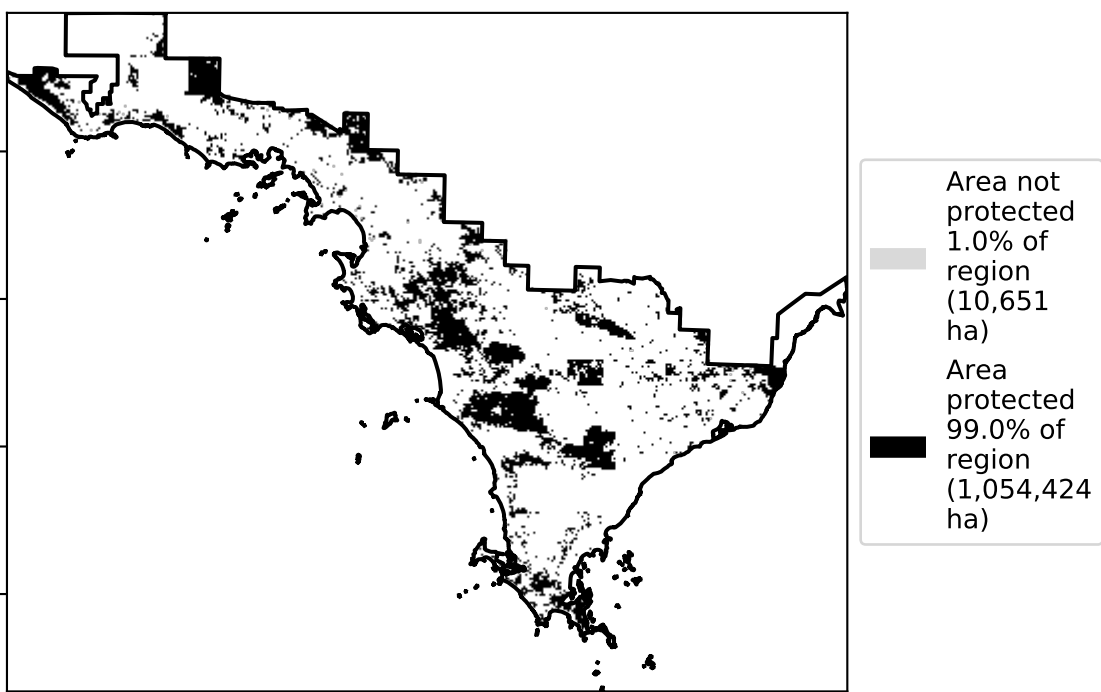 Area not
protected
1.0% of
region
(10,651
ha)
Area
protected
99.0% of
region
(1,054,424
ha)